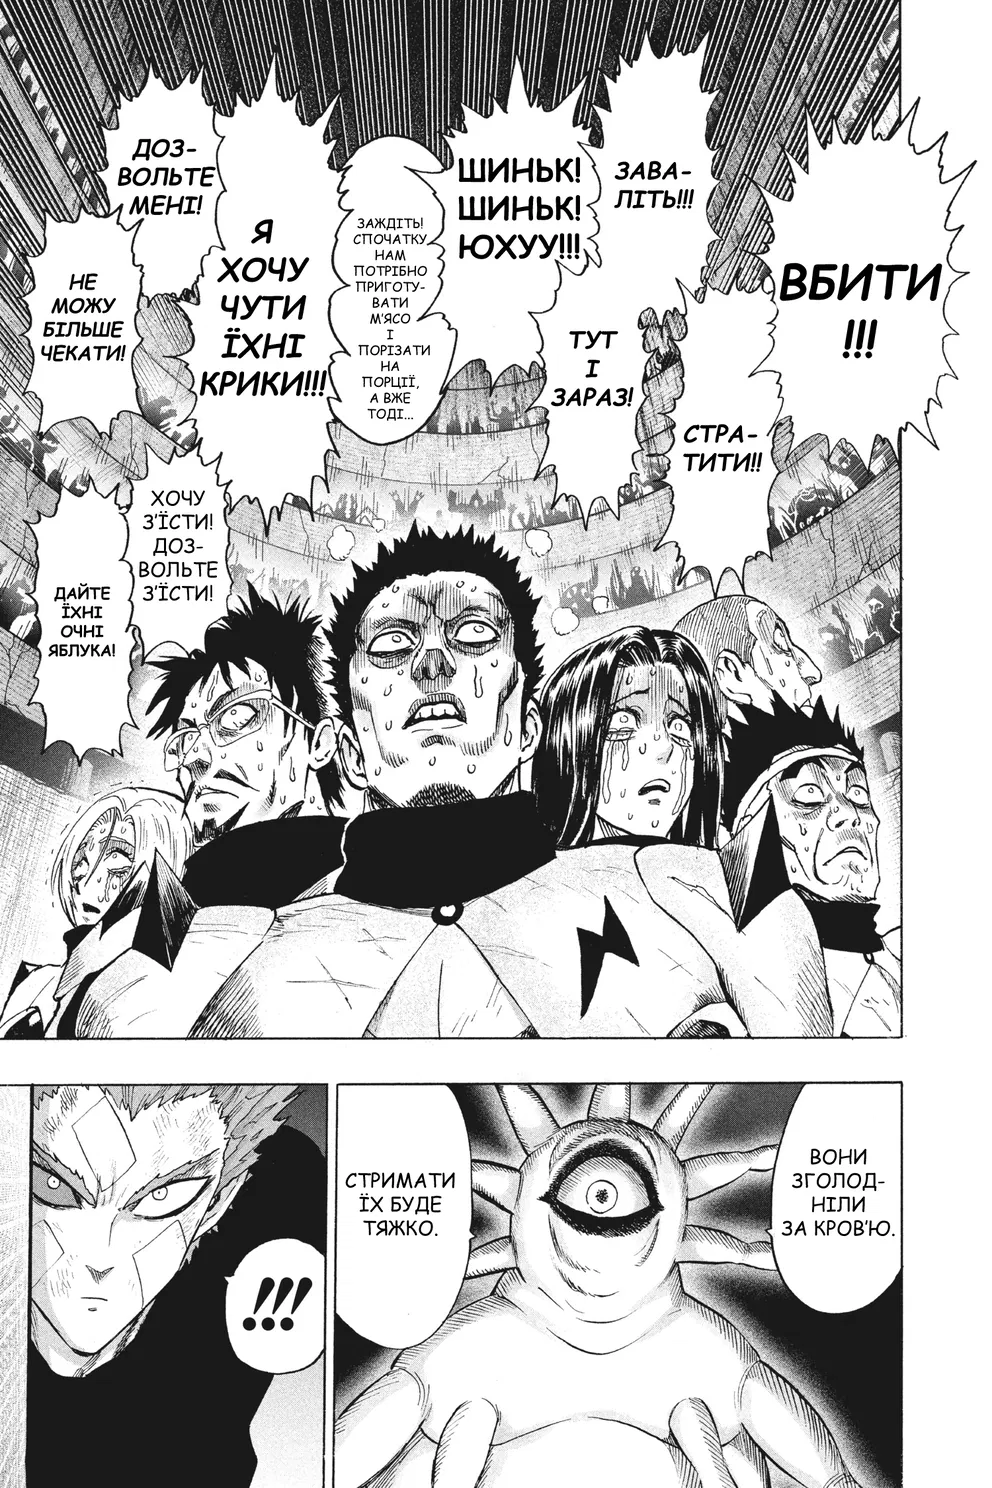 ВБИТИ
!!!
ЗАВА-
ЛІТЬ!!!
СТРА-
ТИТИ!!
ШИНЬК!
ШИНЬК!
ЮХУУ!!!
ТУТ
І
ЗАРАЗ!
ЗАЖДІТЬ!
СПОЧАТКУ
НАМ
ПОТРІБНО
ПРИГОТУ-
ВАТИ
М'ЯСО
І
ПОРІЗАТИ
НА
ПОРЦІЇ,
А ВЖЕ
ТОДІ...
Я
ХОЧУ
ЧУТИ
ЇХНІ
КРИКИ!!!
ДОЗ-
ВОЛЬТЕ
МЕНІ!
НЕ
МОЖУ
БІЛЬШЕ
ЧЕКАТИ!
ХОЧУ
З'ЇСТИ!
ДОЗ-
ВОЛЬТЕ
З'ЇСТИ!
ДАЙТЕ
ЇХНІ
ОЧНІ
ЯБЛУКА!
ВОНИ
ЗГОЛОД-
НІЛИ
ЗА КРОВ'Ю.
СТРИМАТИ
ЇХ БУДЕ
ТЯЖКО.
!!!